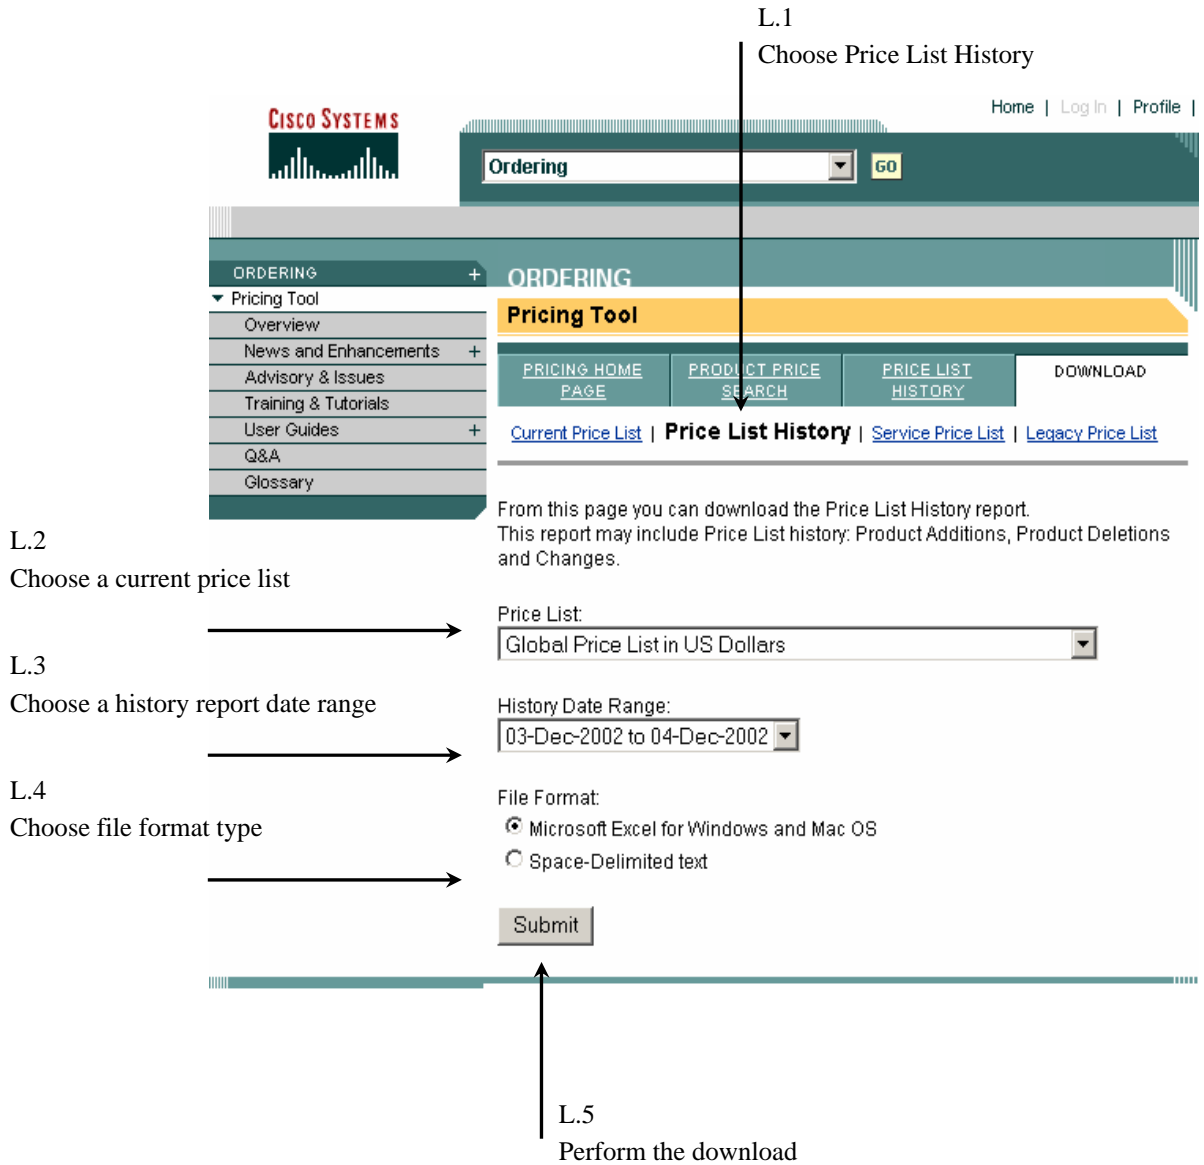 L.1
Choose Price List History
CISCO SYSTEMS
Home | Log In | Profile |
Ordering
GO
ORDERING +
Pricing Tool
Overview
News and Enhancements +
Advisory & Issues
Training & Tutorials
User Guides +
Q&A
Glossary
ORDERING
Pricing Tool
PRICING HOME PAGE
PRODUCT PRICE SEARCH
PRICE LIST HISTORY
DOWNLOAD
Current Price List | Price List History | Service Price List | Legacy Price List
From this page you can download the Price List History report.
This report may include Price List history: Product Additions, Product Deletions
and Changes.
L.2
Choose a current price list
Price List:
Global Price List in US Dollars
L.3
Choose a history report date range
History Date Range:
03-Dec-2002 to 04-Dec-2002
L.4
Choose file format type
File Format:
Microsoft Excel for Windows and Mac OS
Space-Delimited text
Submit
L.5
Perform the download